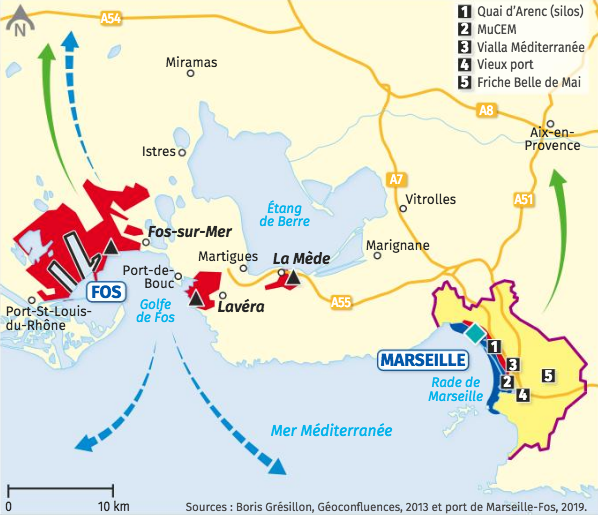 N
A54
1 Quai d'Arenc (silos)
2 MuCEM
3 Vialla Méditerranée
4 Vieux port
5 Friche Belle de Mai
Miramas
A8
Aix-en-
Provence
Istres
A7
A51
Vitrolles
Étang
de Berre
Fos-sur-Mer
Martigues
La Mède
Marignane
Port-de-
Bouc
FOS
Golfe
de Fos
Lavéra
A55
Port-St-Louis-
du-Rhône
MARSEILLE
Rade de
Marseille
1
3
2
4
5
Mer Méditerranée
0 10 km
Sources : Boris Grésillon, Géoconfluences, 2013 et port de Marseille-Fos, 2019.